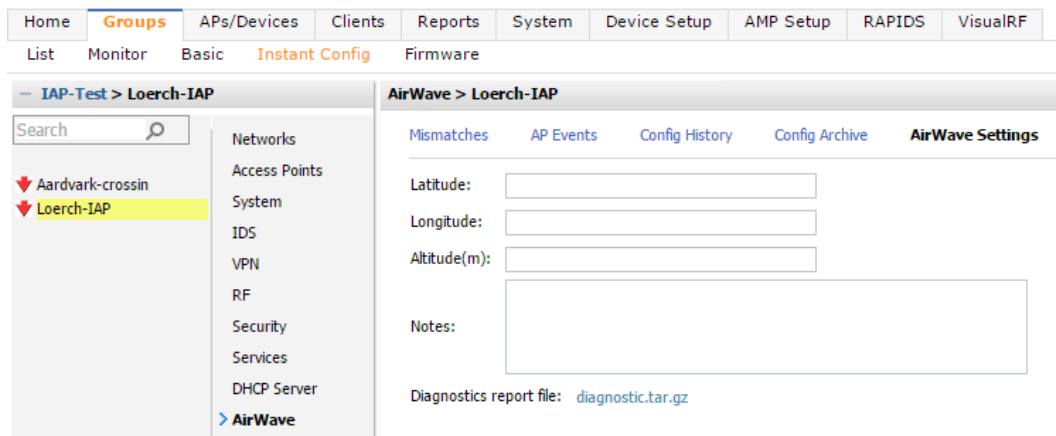 Home Groups APs/Devices Clients Reports System Device Setup AMP Setup RAPIDS VisualRF
List Monitor Basic Instant Config Firmware
— IAP-Test > Loerch-IAP
Search
Aardvark-crossin
Loerch-IAP
Networks
Access Points
System
IDS
VPN
RF
Security
Services
DHCP Server
> AirWave
AirWave > Loerch-IAP
Mismatches AP Events Config History Config Archive AirWave Settings
Latitude:
Longitude:
Altitude(m):
Notes:
Diagnostics report file: diagnostic.tar.gz